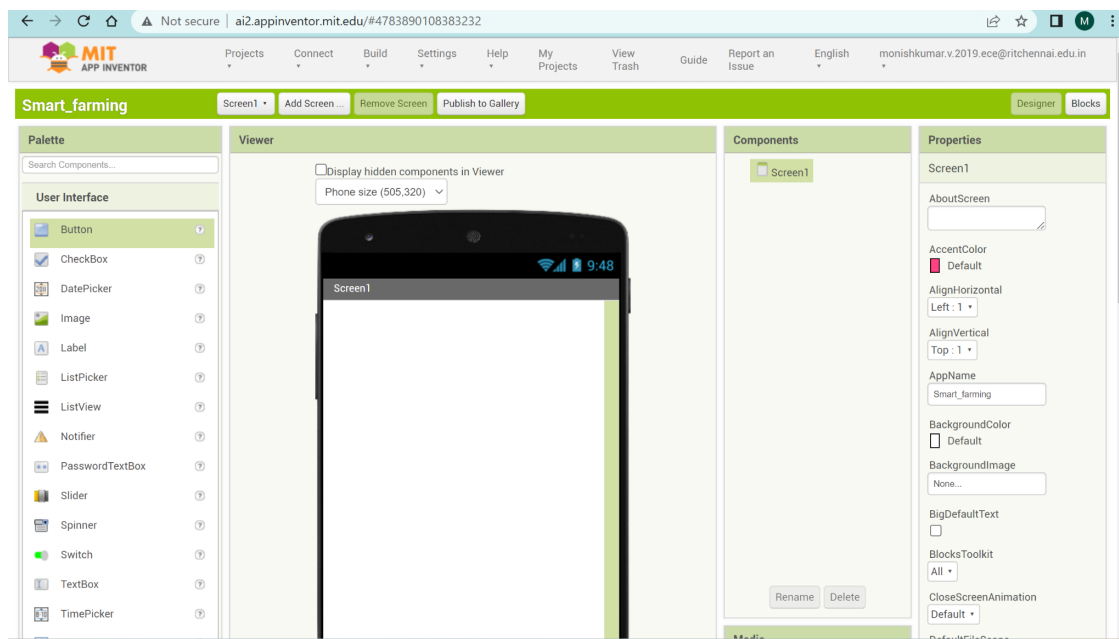 Not secure | ai2.appinventor.mit.edu/#4783890108383232
M
MIT
APP INVENTOR
Projects
Connect
Build
Settings
Help
My
Projects
View
Trash
Guide
Report an
Issue
English
monishkumar.v.2019.ece@ritchennai.edu.in
Smart_farming
Screen1
Add Screen ...
Remove Screen
Publish to Gallery
Designer
Blocks
Palette
Search Components...
User Interface
Button ?
CheckBox ?
DatePicker ?
Image ?
Label ?
ListPicker ?
ListView ?
Notifier ?
PasswordTextBox ?
Slider ?
Spinner ?
Switch ?
TextBox ?
TimePicker ?
Viewer
Display hidden components in Viewer
Phone size (505,320)
9:48
Screen1
Components
Screen1
Rename
Delete
Media
Properties
Screen1
AboutScreen
AccentColor
Default
AlignHorizontal
Left : 1
AlignVertical
Top : 1
AppName
Smart_farming
BackgroundColor
Default
BackgroundImage
None...
BigDefaultText
BlocksToolkit
All
CloseScreenAnimation
Default
DefaultFileScope